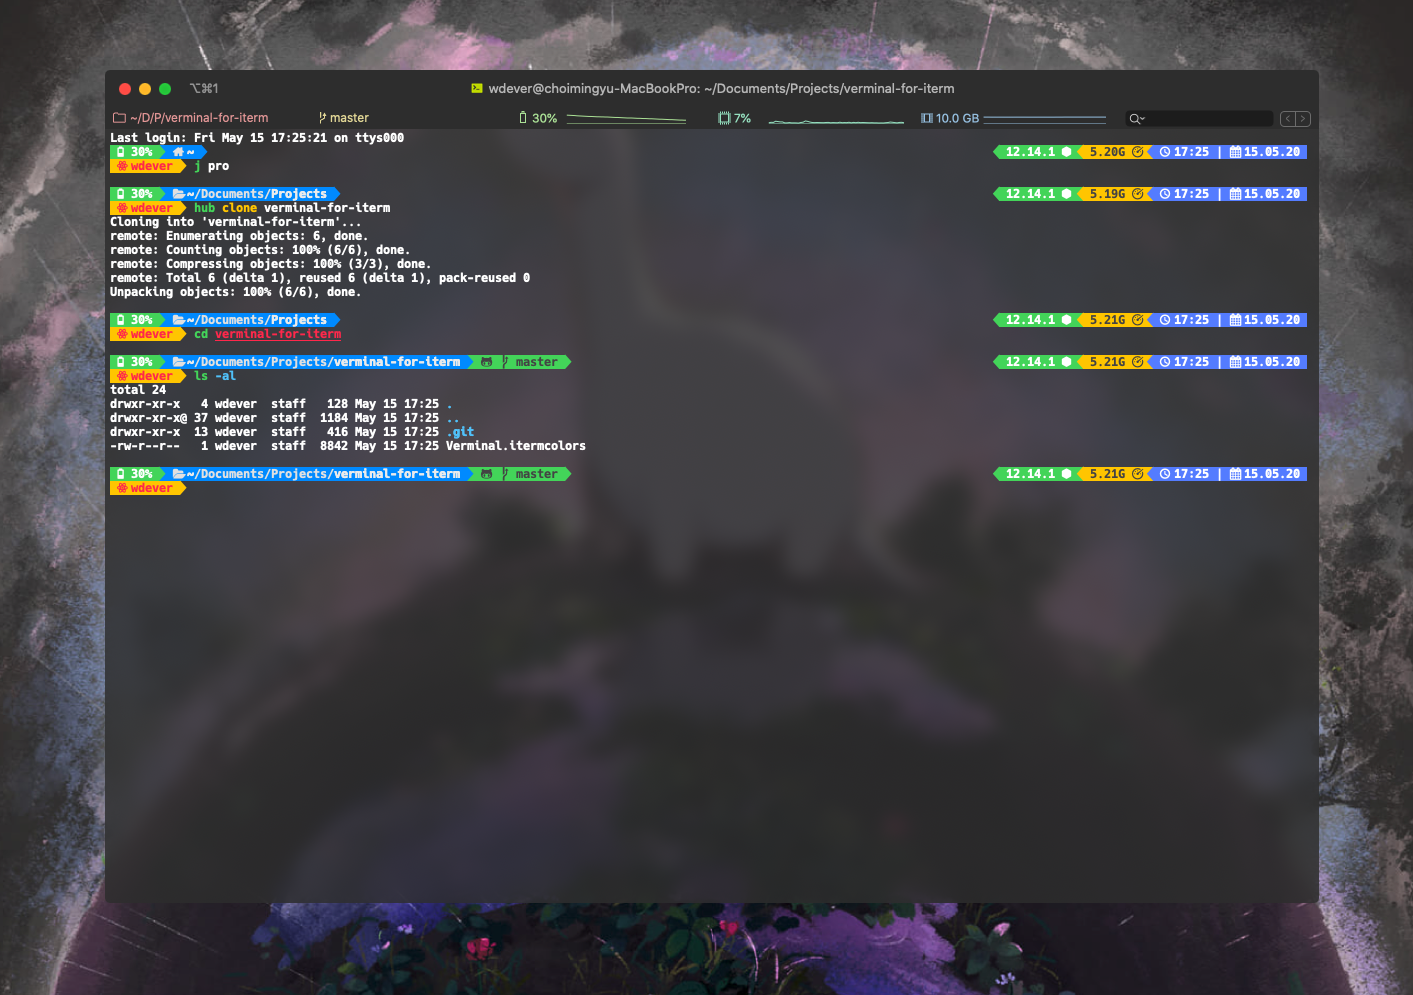 ⌥⌘1
wdever@choimingyu-MacBookPro: ~/Documents/Projects/verminal-for-iterm
~/D/P/verminal-for-iterm master 30% 7% 10.0 GB
Last login: Fri May 15 17:25:21 on ttys000
30% ~ 12.14.1 5.20G 17:25 | 15.05.20
wdever j pro
30% ~/Documents/Projects 12.14.1 5.19G 17:25 | 15.05.20
wdever hub clone verminal-for-iterm
Cloning into 'verminal-for-iterm'...
remote: Enumerating objects: 6, done.
remote: Counting objects: 100% (6/6), done.
remote: Compressing objects: 100% (3/3), done.
remote: Total 6 (delta 1), reused 6 (delta 1), pack-reused 0
Unpacking objects: 100% (6/6), done.
30% ~/Documents/Projects 12.14.1 5.21G 17:25 | 15.05.20
wdever cd verminal-for-iterm
30% ~/Documents/Projects/verminal-for-iterm master 12.14.1 5.21G 17:25 | 15.05.20
wdever ls -al
total 24
drwxr-xr-x   4 wdever  staff   128 May 15 17:25 .
drwxr-xr-x@ 37 wdever  staff  1184 May 15 17:25 ..
drwxr-xr-x  13 wdever  staff   416 May 15 17:25 .git
-rw-r--r--   1 wdever  staff  8842 May 15 17:25 Verminal.itermcolors
30% ~/Documents/Projects/verminal-for-iterm master 12.14.1 5.21G 17:25 | 15.05.20
wdever